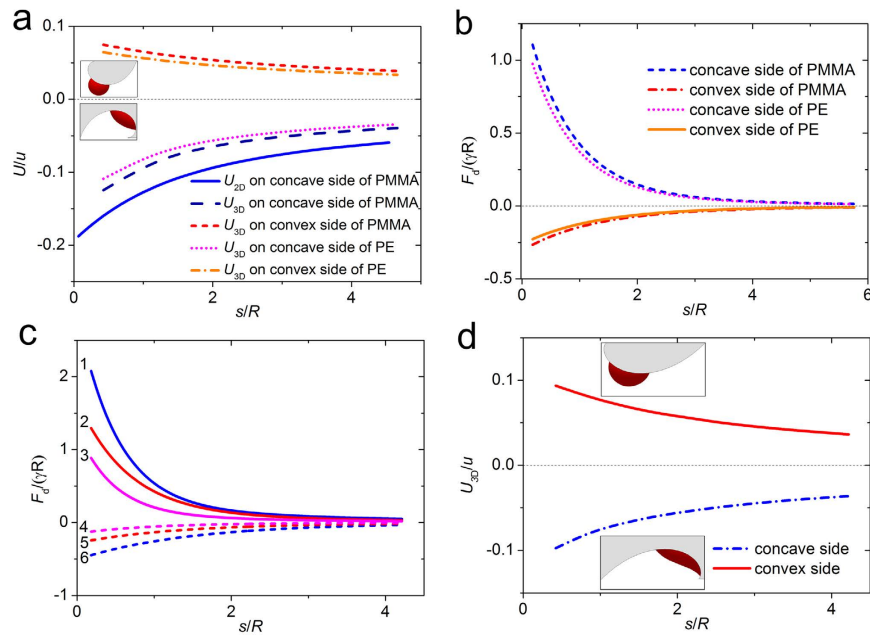 a
0.1
0.0
-0.1
-0.2
U/u
U2D on concave side of PMMA
U3D on concave side of PMMA
U3D on convex side of PMMA
U3D on concave side of PE
U3D on convex side of PE
0
2
4
s/R
b
1.0
0.5
0.0
-0.5
Fd/(γR)
concave side of PMMA
convex side of PMMA
concave side of PE
convex side of PE
0
2
4
6
s/R
c
2
1
0
-1
Fd/(γR)
1
2
3
4
5
6
0
2
4
s/R
d
0.1
0.0
-0.1
U3D/u
concave side
convex side
0
2
4
s/R